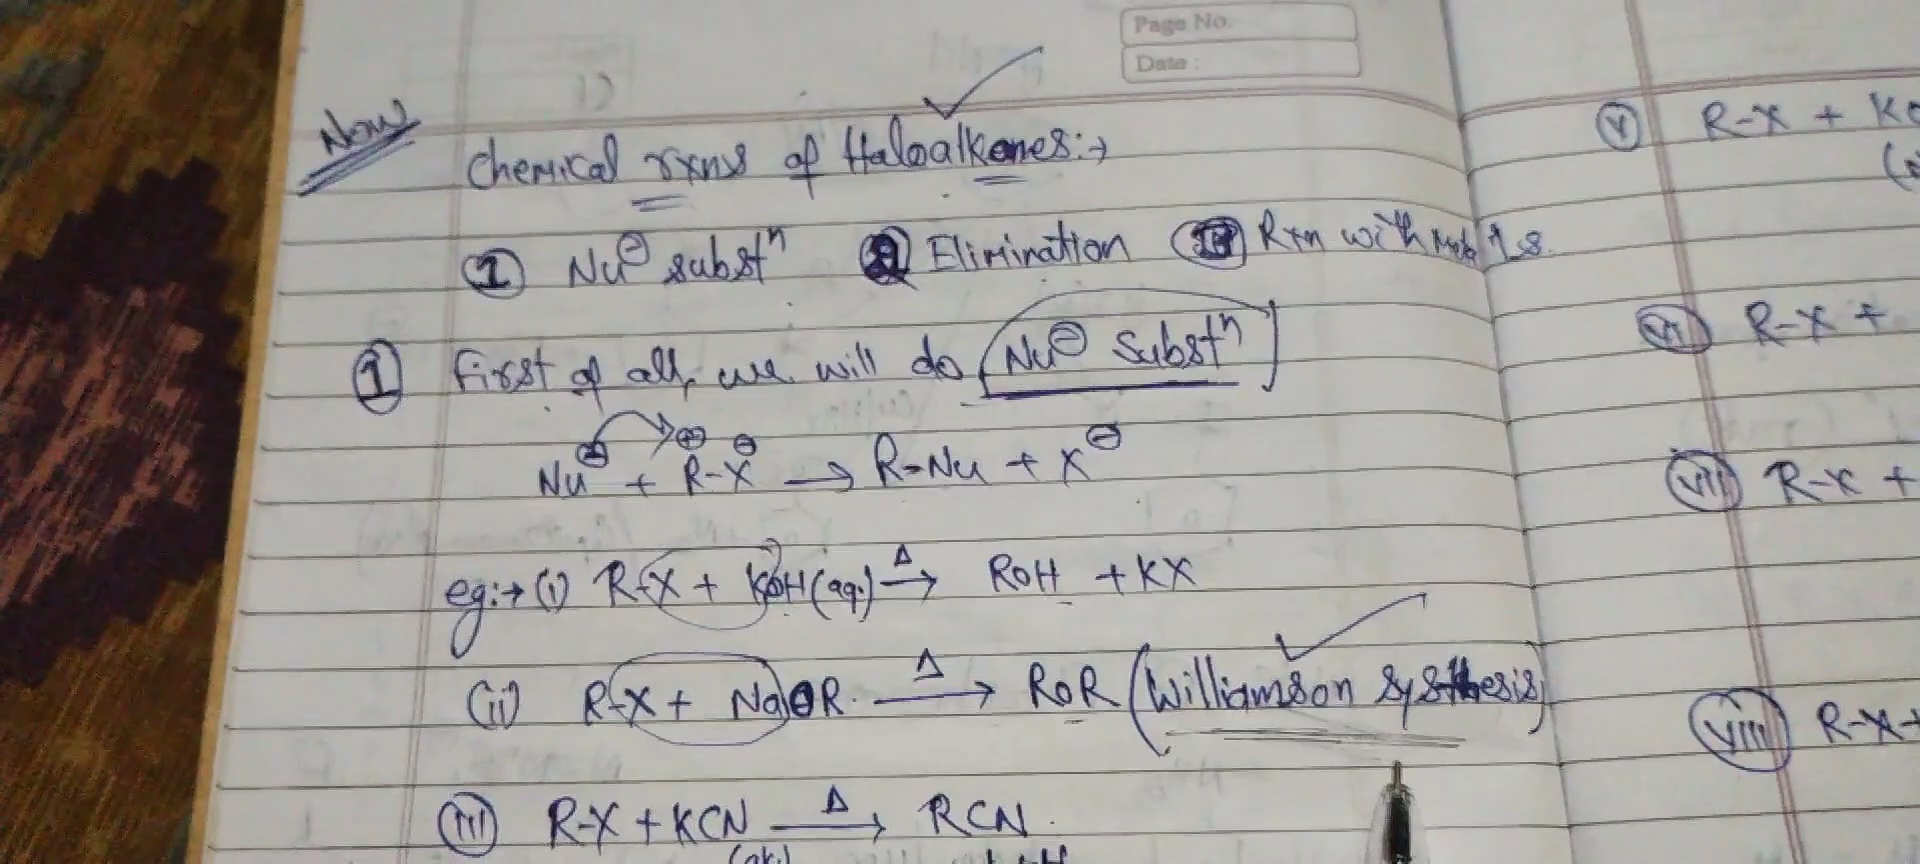 Page No.
Date :
Now
Chemical rxns of Haloalkanes:→
① Nu⊖ substⁿ ② Elimination Rxn with
① First of all, we will do (Nu⊖ Substⁿ)
Nu⊖ + R-X → R-Nu + X⊖
eg:→ (i) R-X + KOH(aq.) Δ→ ROH + KX
(ii) R-X + NaOR Δ→ ROR (Williamson systhesis)
(iii) R-X + KCN Δ→ RCN
(alc)
(v) R-X +
(vi) R-X +
(vii) R-X +
(viii) R-X +